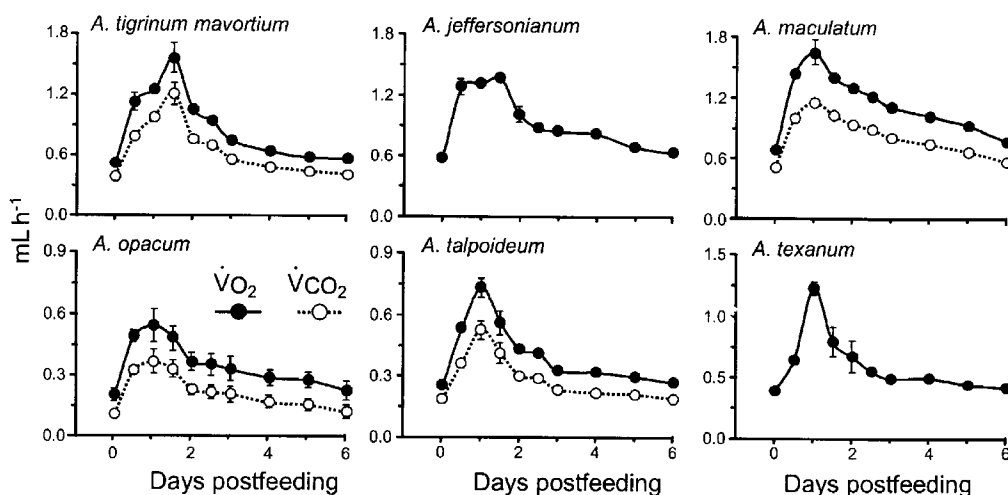 A. tigrinum mavortium
A. jeffersonianum
A. maculatum
1.8
1.2
0.6
0.0
1.8
1.2
0.6
0.0
1.8
1.2
0.6
0.0
mL h-1
A. opacum
A. talpoideum
A. texanum
V̇O2
V̇CO2
0.9
0.6
0.3
0.0
0.9
0.6
0.3
0.0
1.5
1.0
0.5
0.0
0 2 4 6
0 2 4 6
0 2 4 6
Days postfeeding
Days postfeeding
Days postfeeding